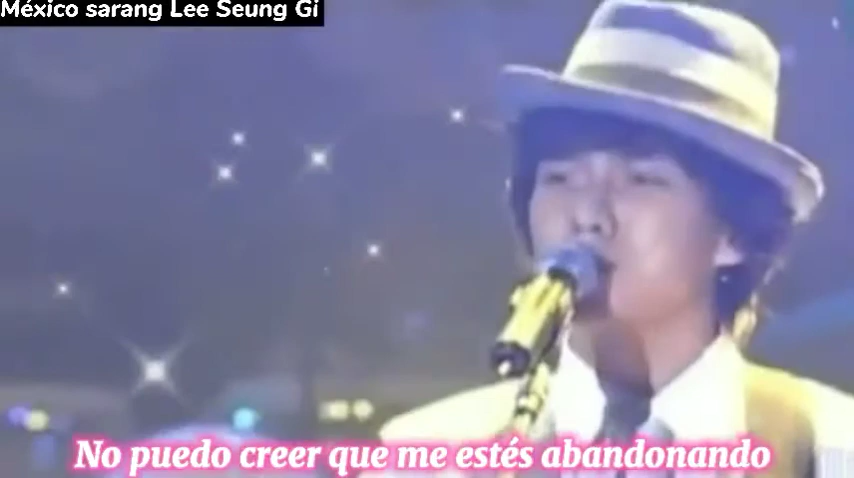 México sarang Lee Seung Gi
No puedo creer que me estés abandonando